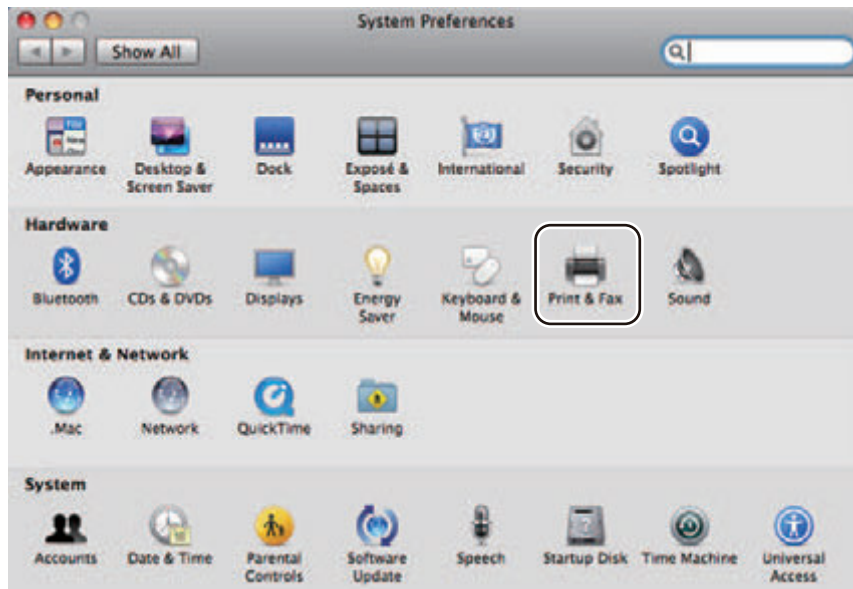 System Preferences
Show All
Personal
Appearance
Desktop &
Screen Saver
Dock
Exposé &
Spaces
International
Security
Spotlight
Hardware
Bluetooth
CDs & DVDs
Displays
Energy
Saver
Keyboard &
Mouse
Print & Fax
Sound
Internet & Network
.Mac
Network
QuickTime
Sharing
System
Accounts
Date & Time
Parental
Controls
Software
Update
Speech
Startup Disk
Time Machine
Universal
Access